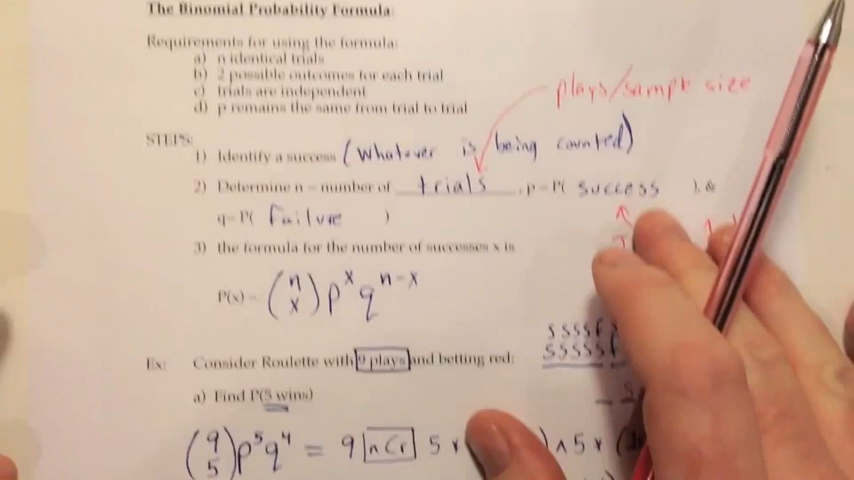 The Binomial Probability Formula:
Requirements for using the formula:
a) n identical trials
b) 2 possible outcomes for each trial
c) trials are independent
d) p remains the same from trial to trial
plays/sample size
STEPS:
1) Identify a success (whatever is being counted)
2) Determine n = number of trials, p = P( success ), &
q = P( failure )
3) the formula for the number of successes x is
P(x) = (n x) p^x q^n-x
SSSSF
SSSSSF
Ex: Consider Roulette with 9 plays and betting red:
a) Find P(5 wins)
(9 5) p^5 q^4 = 9 nCr 5 × ) ^ 5 × (